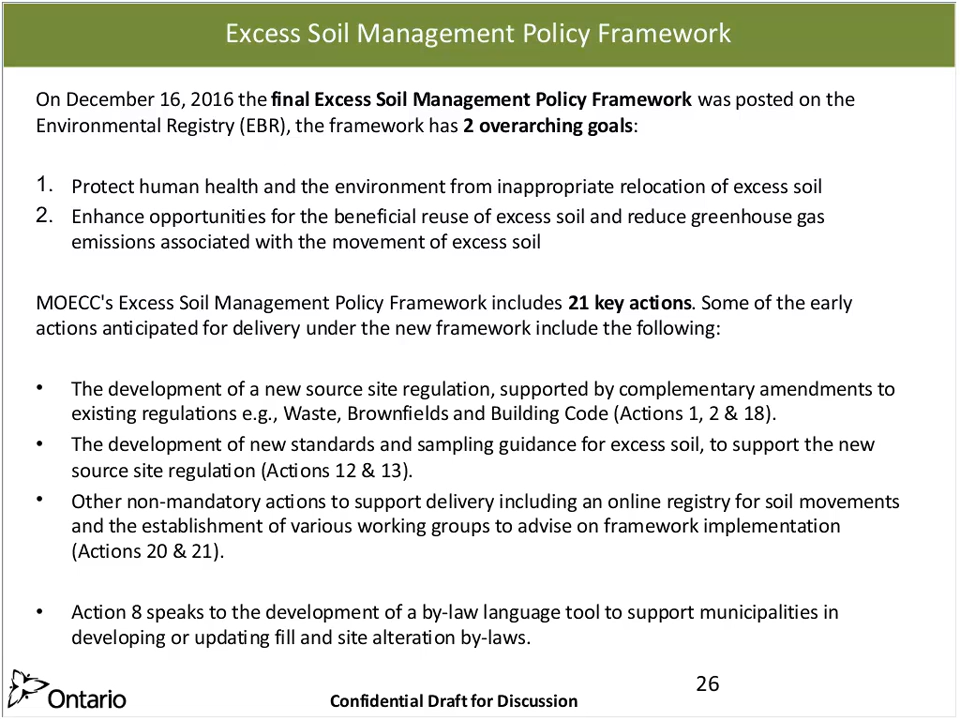 Excess Soil Management Policy Framework
On December 16, 2016 the final Excess Soil Management Policy Framework was posted on the
Environmental Registry (EBR), the framework has 2 overarching goals:
1. Protect human health and the environment from inappropriate relocation of excess soil
2. Enhance opportunities for the beneficial reuse of excess soil and reduce greenhouse gas
emissions associated with the movement of excess soil
MOECC's Excess Soil Management Policy Framework includes 21 key actions. Some of the early
actions anticipated for delivery under the new framework include the following:
• The development of a new source site regulation, supported by complementary amendments to
existing regulations e.g., Waste, Brownfields and Building Code (Actions 1, 2 & 18).
• The development of new standards and sampling guidance for excess soil, to support the new
source site regulation (Actions 12 & 13).
• Other non-mandatory actions to support delivery including an online registry for soil movements
and the establishment of various working groups to advise on framework implementation
(Actions 20 & 21).
• Action 8 speaks to the development of a by-law language tool to support municipalities in
developing or updating fill and site alteration by-laws.
Ontario
Confidential Draft for Discussion
26